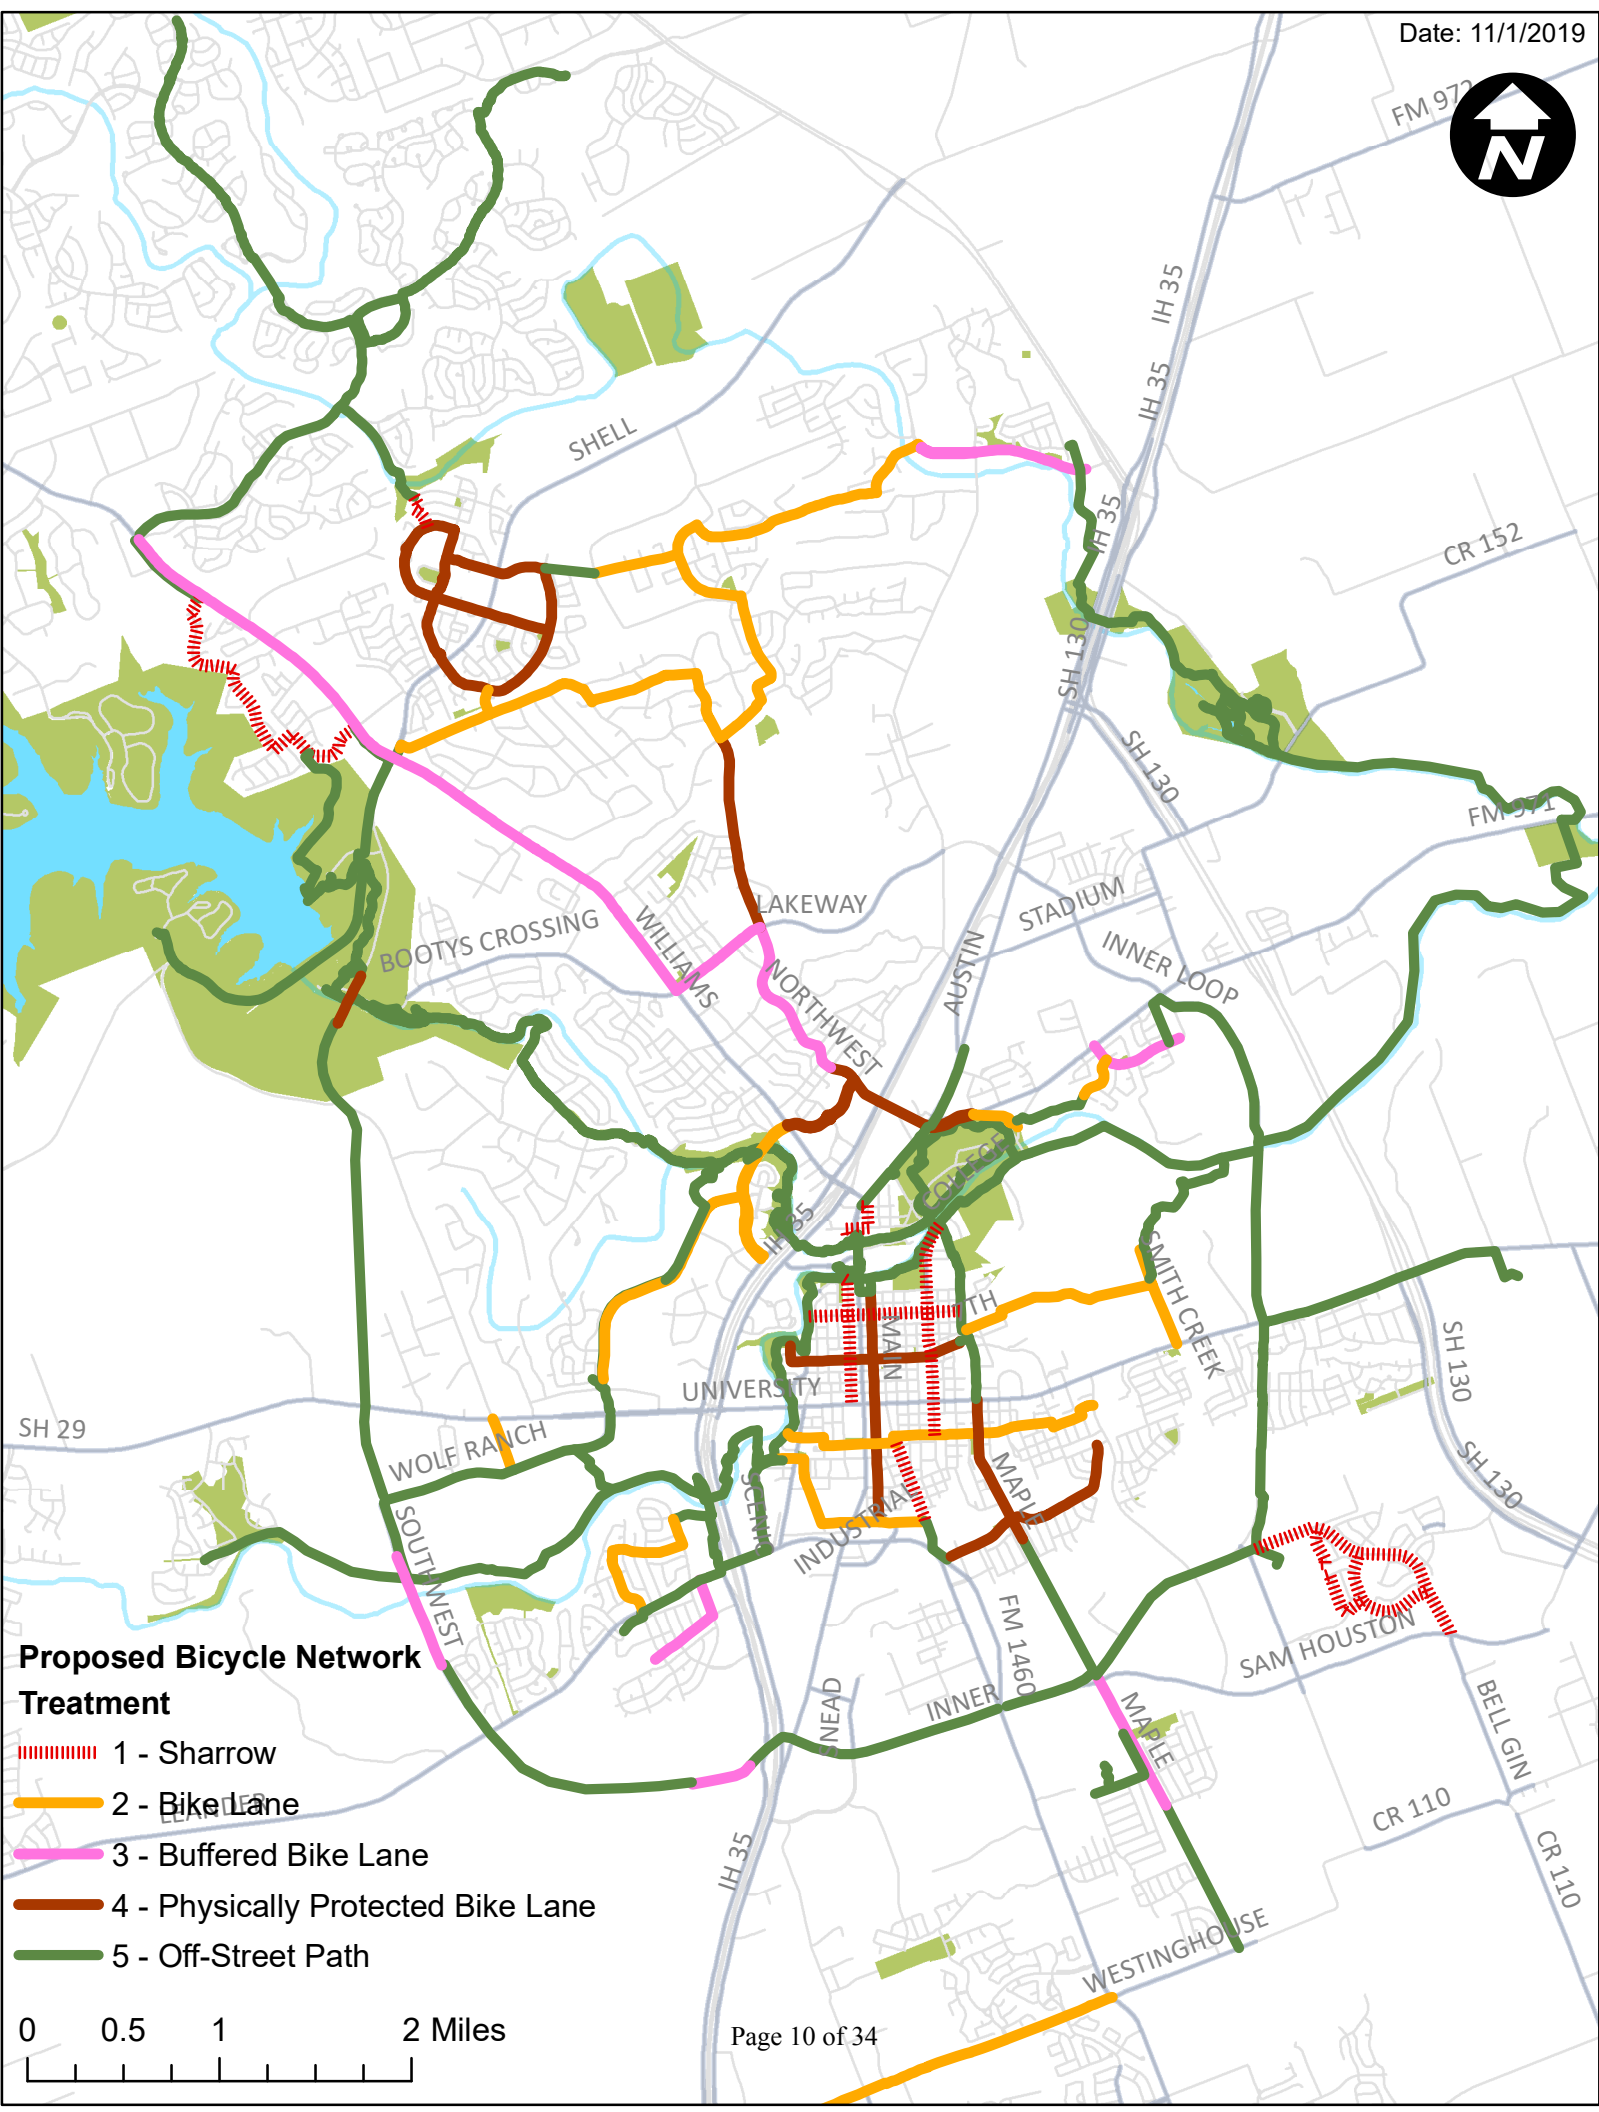 Date: 11/1/2019
FM 972
N
IH 35
IH 35
SHELL
IH 35
CR 152
SH 130
SH 130
FM 971
LAKEWAY
STADIUM
BOOTYS CROSSING
WILLIAMS
AUSTIN
INNER LOOP
NORTHWEST
COLLEGE
IH 35
SMITH CREEK
TH
MAIN
SH 130
UNIVERSITY
SH 29
WOLF RANCH
MAPLE
SH 130
SCENIC
INDUSTRIAL
SOUTHWEST
FM 1460
SAM HOUSTON
Proposed Bicycle Network
Treatment
INNER
SNEAD
MAPLE
BELL GIN
1 - Sharrow
2 - Bike Lane
LEANDER
CR 110
3 - Buffered Bike Lane
IH 35
CR 110
4 - Physically Protected Bike Lane
WESTINGHOUSE
5 - Off-Street Path
0 0.5 1 2 Miles
Page 10 of 34